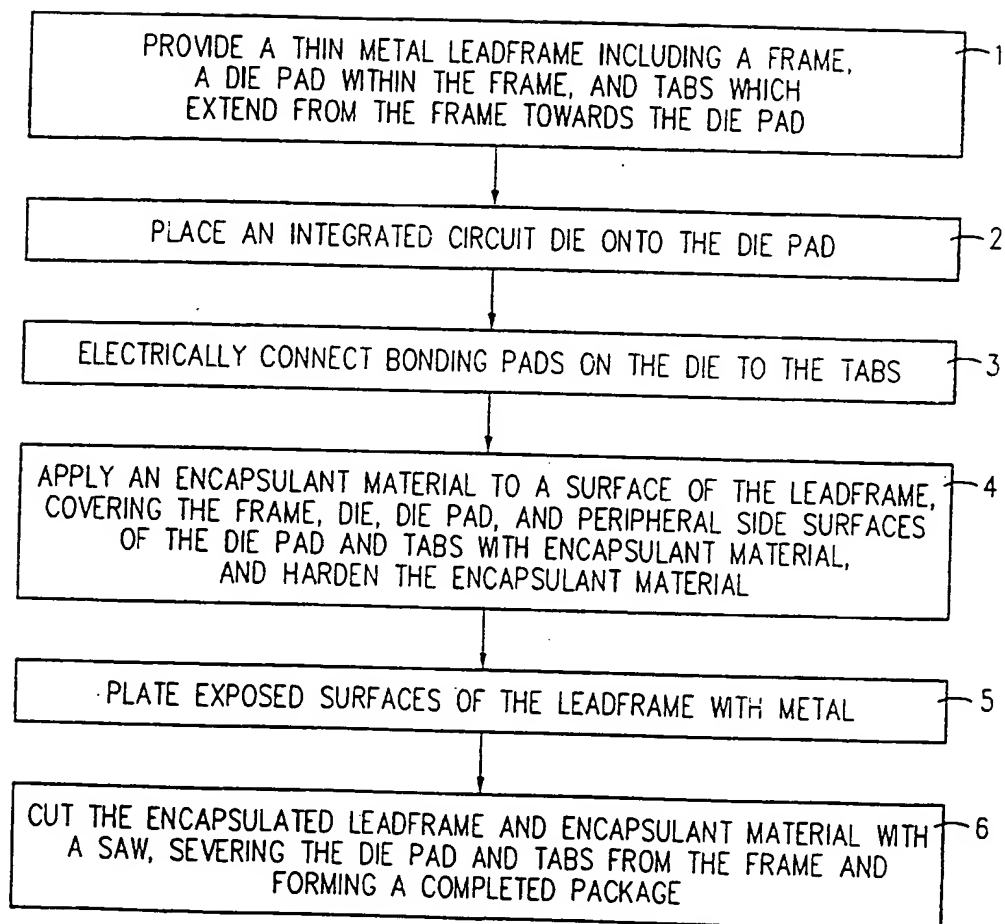 PROVIDE A THIN METAL LEADFRAME INCLUDING A FRAME, 1
A DIE PAD WITHIN THE FRAME, AND TABS WHICH
EXTEND FROM THE FRAME TOWARDS THE DIE PAD
PLACE AN INTEGRATED CIRCUIT DIE ONTO THE DIE PAD 2
ELECTRICALLY CONNECT BONDING PADS ON THE DIE TO THE TABS 3
APPLY AN ENCAPSULANT MATERIAL TO A SURFACE OF THE LEADFRAME, 4
COVERING THE FRAME, DIE, DIE PAD, AND PERIPHERAL SIDE SURFACES
OF THE DIE PAD AND TABS WITH ENCAPSULANT MATERIAL,
AND HARDEN THE ENCAPSULANT MATERIAL
PLATE EXPOSED SURFACES OF THE LEADFRAME WITH METAL 5
CUT THE ENCAPSULATED LEADFRAME AND ENCAPSULANT MATERIAL WITH 6
A SAW, SEVERING THE DIE PAD AND TABS FROM THE FRAME AND
FORMING A COMPLETED PACKAGE